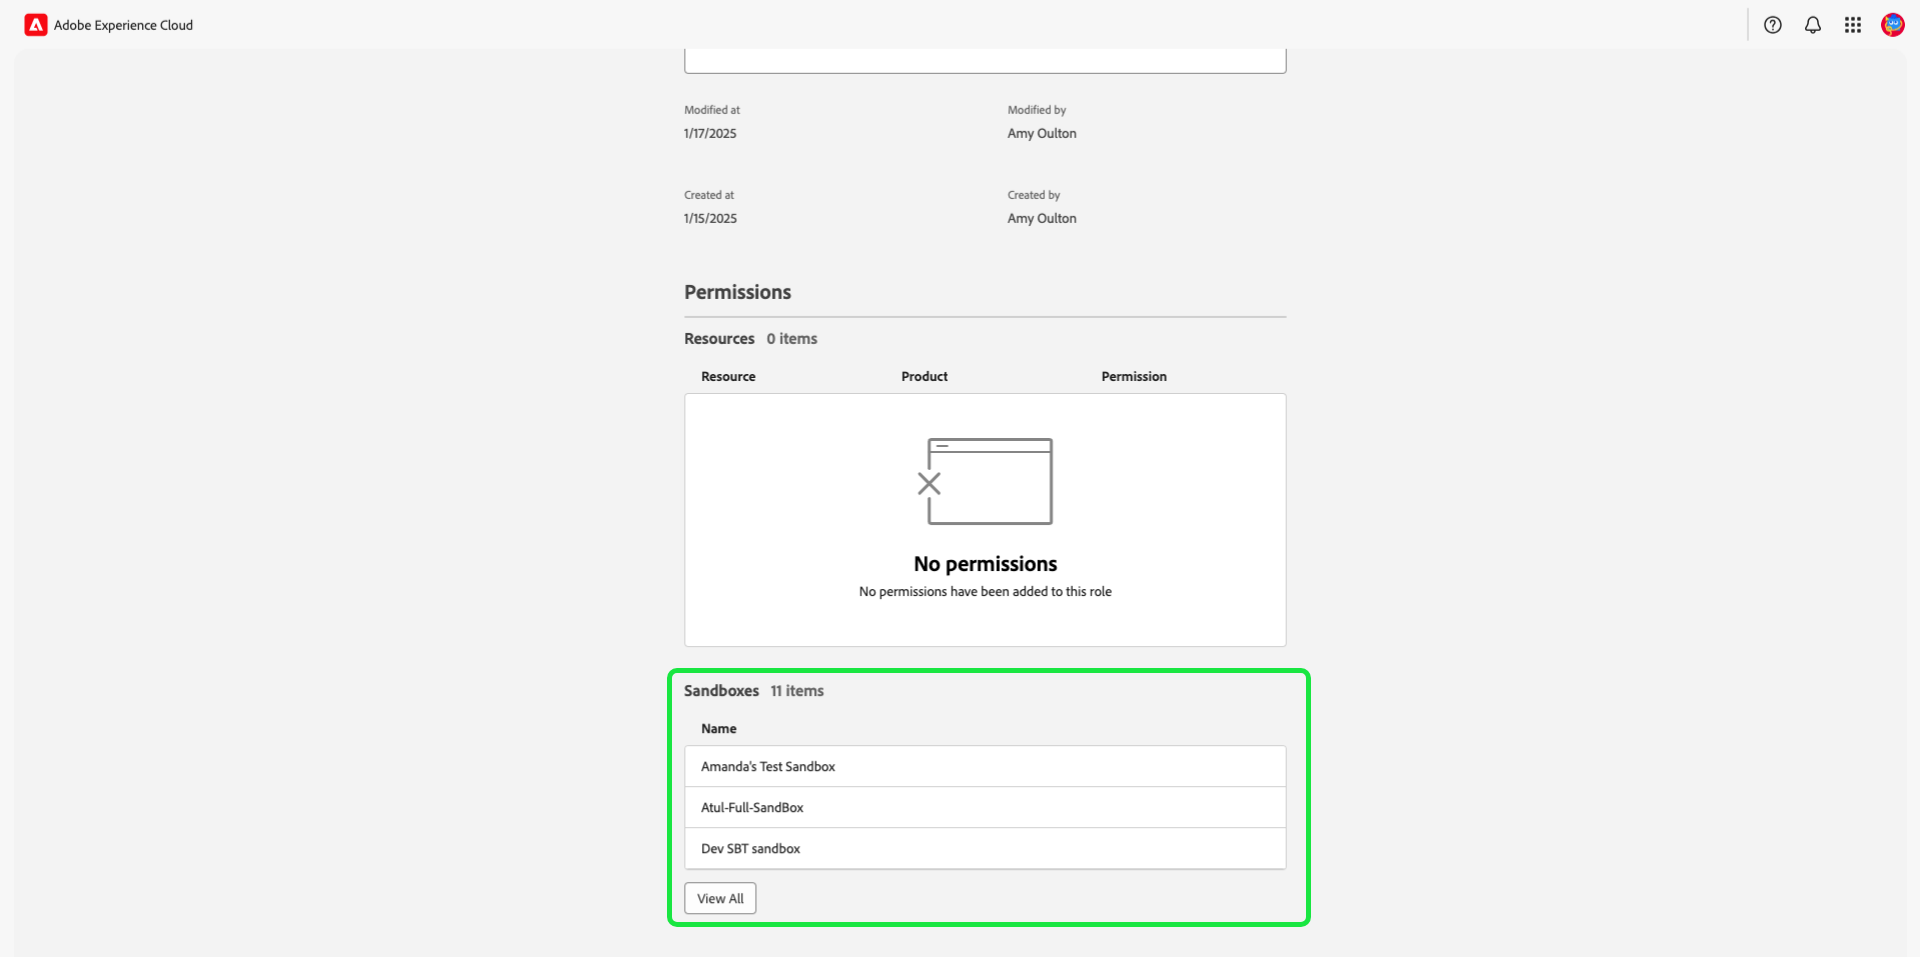 Adobe Experience Cloud
Modified at
Modified by
1/17/2025
Amy Oulton
Created at
Created by
1/15/2025
Amy Oulton
Permissions
Resources 0 items
Resource Product Permission
No permissions
No permissions have been added to this role
Sandboxes 11 items
Name
Amanda's Test Sandbox
Atul-Full-SandBox
Dev SBT sandbox
View All